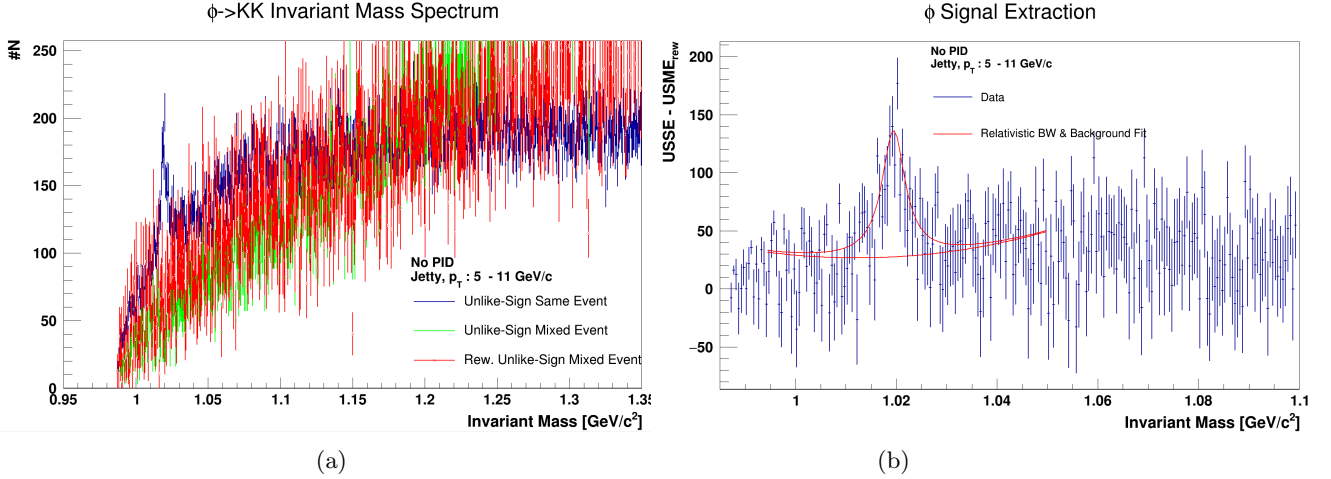 ϕ->KK Invariant Mass Spectrum
#N
250
200
150
100
50
0
0.95
1
1.05
1.1
1.15
1.2
1.25
1.3
1.35
Invariant Mass [GeV/c²]
No PID
Jetty, p_T : 5 - 11 GeV/c
Unlike-Sign Same Event
Unlike-Sign Mixed Event
Rew. Unlike-Sign Mixed Event
(a)
ϕ Signal Extraction
USSE - USME_rew
200
150
100
50
0
−50
1
1.02
1.04
1.06
1.08
1.1
Invariant Mass [GeV/c²]
No PID
Jetty, p_T : 5 - 11 GeV/c
Data
Relativistic BW & Background Fit
(b)